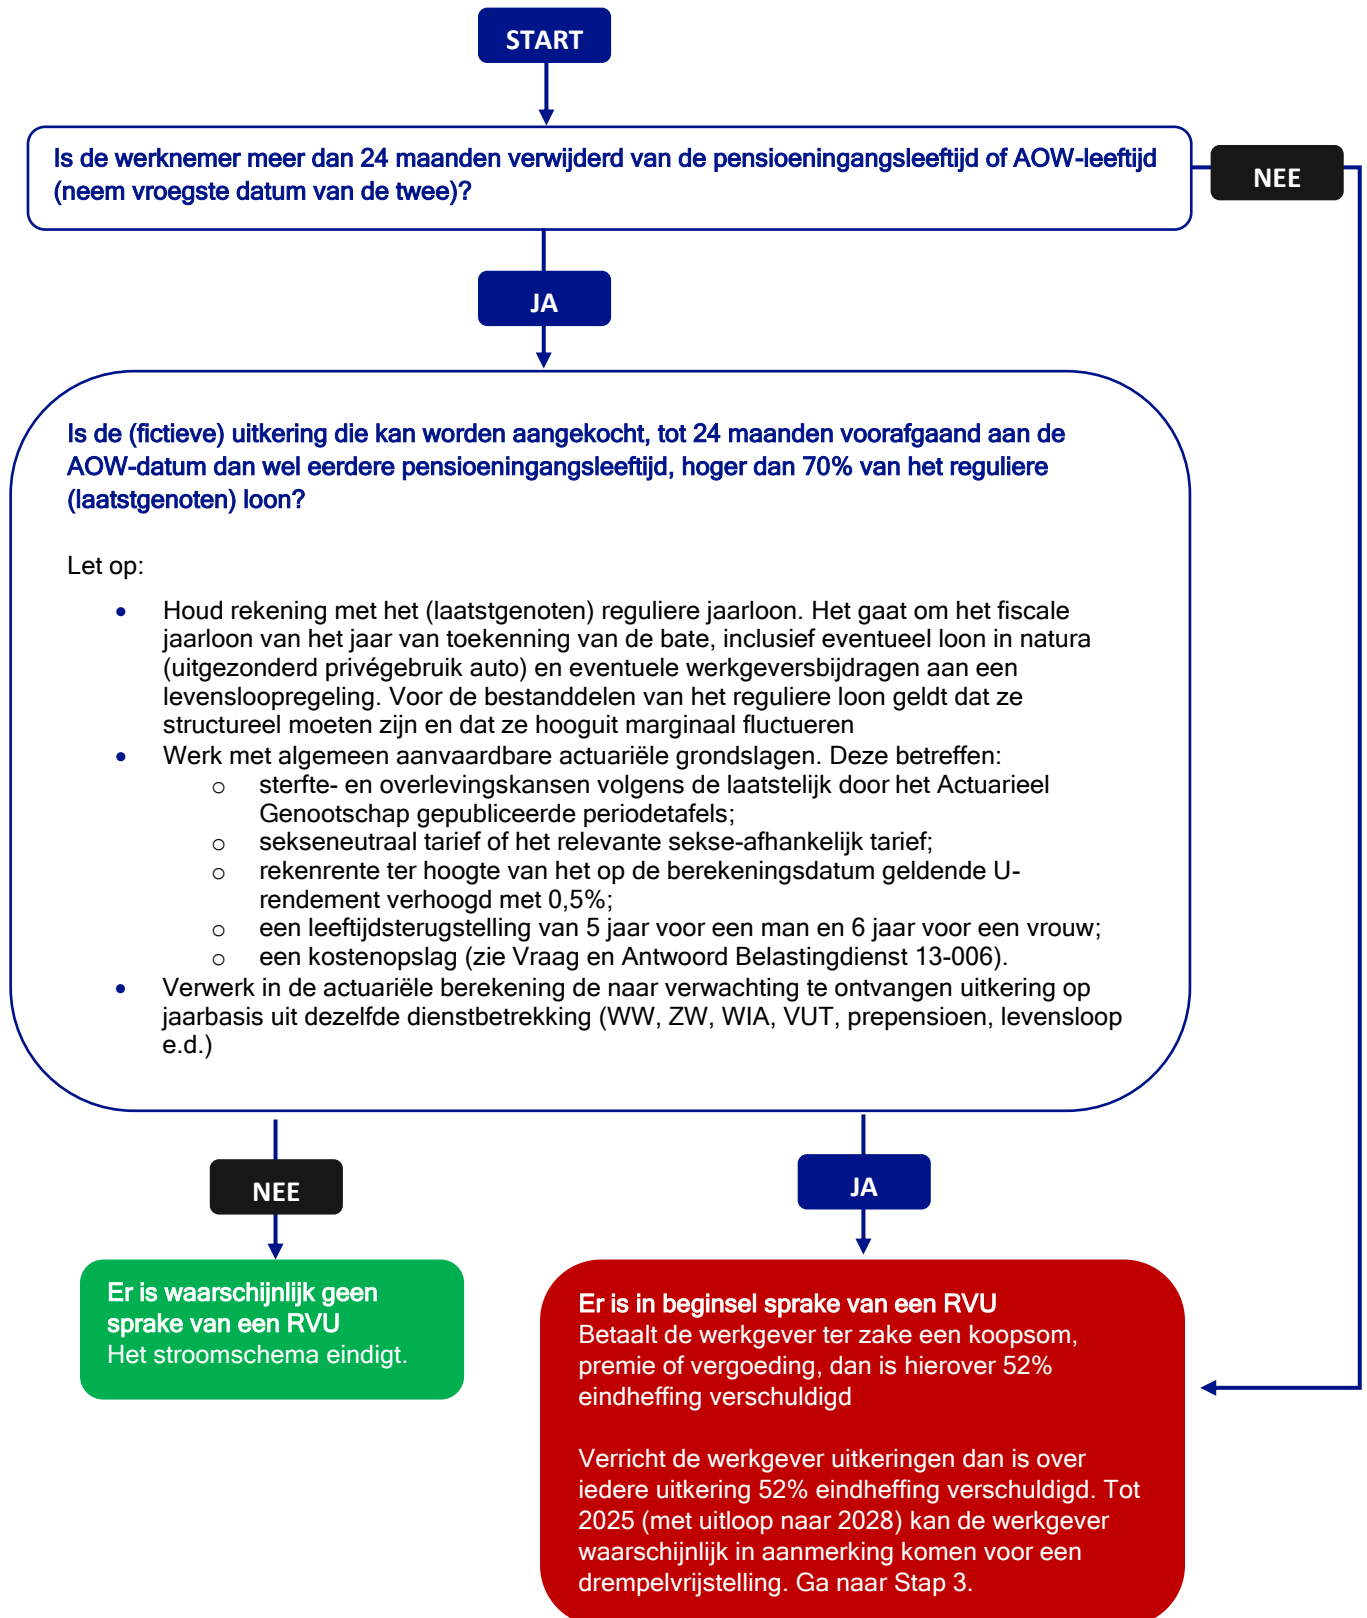 START
Is de werknemer meer dan 24 maanden verwijderd van de pensioeningangsleeftijd of AOW-leeftijd
(neem vroegste datum van de twee)?
NEE
JA
Is de (fictieve) uitkering die kan worden aangekocht, tot 24 maanden voorafgaand aan de
AOW-datum dan wel eerdere pensioeningangsleeftijd, hoger dan 70% van het reguliere
(laatstgenoten) loon?
Let op:
• Houd rekening met het (laatstgenoten) reguliere jaarloon. Het gaat om het fiscale
jaarloon van het jaar van toekenning van de bate, inclusief eventueel loon in natura
(uitgezonderd privégebruik auto) en eventuele werkgeversbijdragen aan een
levensloopregeling. Voor de bestanddelen van het reguliere loon geldt dat ze
structureel moeten zijn en dat ze hooguit marginaal fluctueren
• Werk met algemeen aanvaardbare actuariële grondslagen. Deze betreffen:
o sterfte- en overlevingskansen volgens de laatstelijk door het Actuarieel
Genootschap gepubliceerde periodetafels;
o sekseneutraal tarief of het relevante sekse-afhankelijk tarief;
o rekenrente ter hoogte van het op de berekeningsdatum geldende U-
rendement verhoogd met 0,5%;
o een leeftijdsterugstelling van 5 jaar voor een man en 6 jaar voor een vrouw;
o een kostenopslag (zie Vraag en Antwoord Belastingdienst 13-006).
• Verwerk in de actuariële berekening de naar verwachting te ontvangen uitkering op
jaarbasis uit dezelfde dienstbetrekking (WW, ZW, WIA, VUT, prepensioen, levensloop
e.d.)
NEE
JA
Er is waarschijnlijk geen
sprake van een RVU
Het stroomschema eindigt.
Er is in beginsel sprake van een RVU
Betaalt de werkgever ter zake een koopsom,
premie of vergoeding, dan is hierover 52%
eindheffing verschuldigd
Verricht de werkgever uitkeringen dan is over
iedere uitkering 52% eindheffing verschuldigd. Tot
2025 (met uitloop naar 2028) kan de werkgever
waarschijnlijk in aanmerking komen voor een
drempelvrijstelling. Ga naar Stap 3.